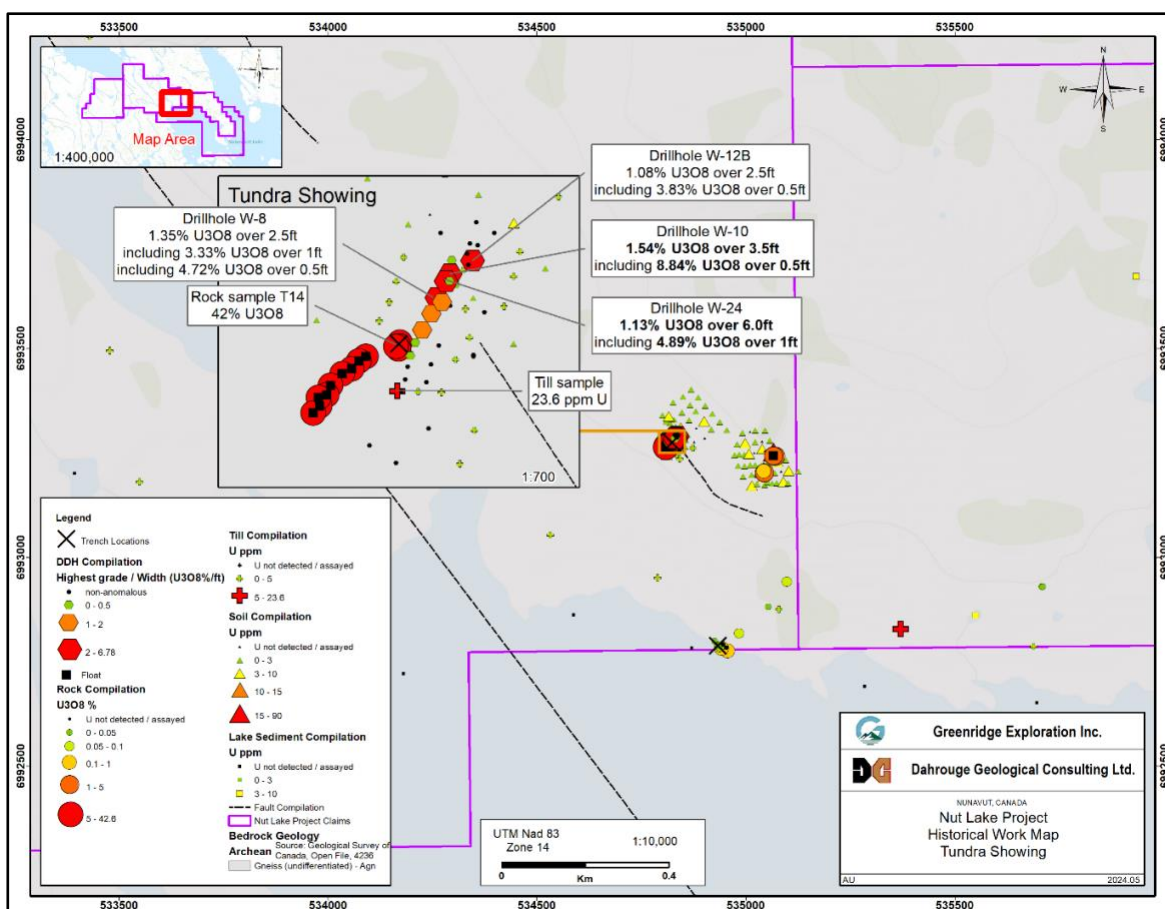 533500
534000
534500
535000
535500
6994000
6993500
6993000
6992500
6994000
6993500
6993000
6992500
N
W
E
S
Map Area
1:400,000
Tundra Showing
Drillhole W-12B
1.08% U3O8 over 2.5ft
including 3.83% U3O8 over 0.5ft
Drillhole W-8
1.35% U3O8 over 2.5ft
including 3.33% U3O8 over 1ft
including 4.72% U3O8 over 0.5ft
Drillhole W-10
1.54% U3O8 over 3.5ft
including 8.84% U3O8 over 0.5ft
Rock sample T14
42% U3O8
Drillhole W-24
1.13% U3O8 over 6.0ft
including 4.89% U3O8 over 1ft
Till sample
23.6 ppm U
1:700
Legend
Trench Locations
DDH Compilation
Highest grade / Width (U3O8%/ft)
non-anomalous
0 - 0.5
1 - 2
2 - 6.78
Float
Rock Compilation
U3O8 %
U not detected / assayed
0 - 0.05
0.05 - 0.1
0.1 - 1
1 - 5
5 - 42.6
Till Compilation
U ppm
U not detected / assayed
0 - 5
5 - 23.6
Soil Compilation
U ppm
U not detected / assayed
0 - 3
3 - 10
10 - 15
15 - 90
Lake Sediment Compilation
U ppm
U not detected / assayed
0 - 3
3 - 10
Fault Compilation
Nut Lake Project Claims
Bedrock Geology
Archean Source: Geological Survey of
Canada, Open File, 4236
Gneiss (undifferentiated) - Agn
UTM Nad 83
Zone 14
1:10,000
0
0.4
Km
Greenridge Exploration Inc.
Dahrouge Geological Consulting Ltd.
NUNAVUT, CANADA
Nut Lake Project
Historical Work Map
Tundra Showing
AU
2024.05
533500
534000
534500
535000
535500